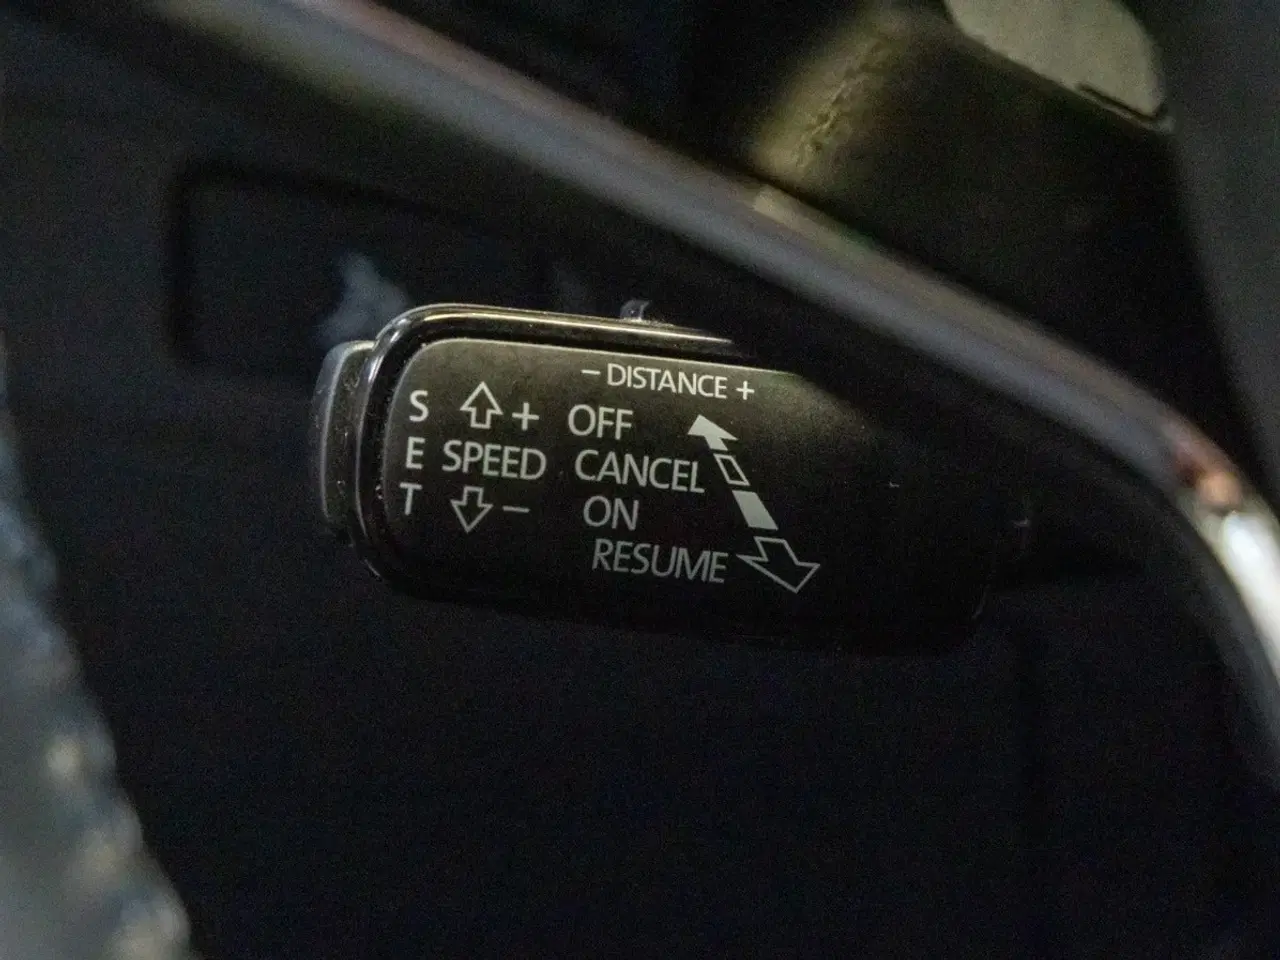 – DISTANCE +
S + OFF
E SPEED CANCEL
T – ON
RESUME